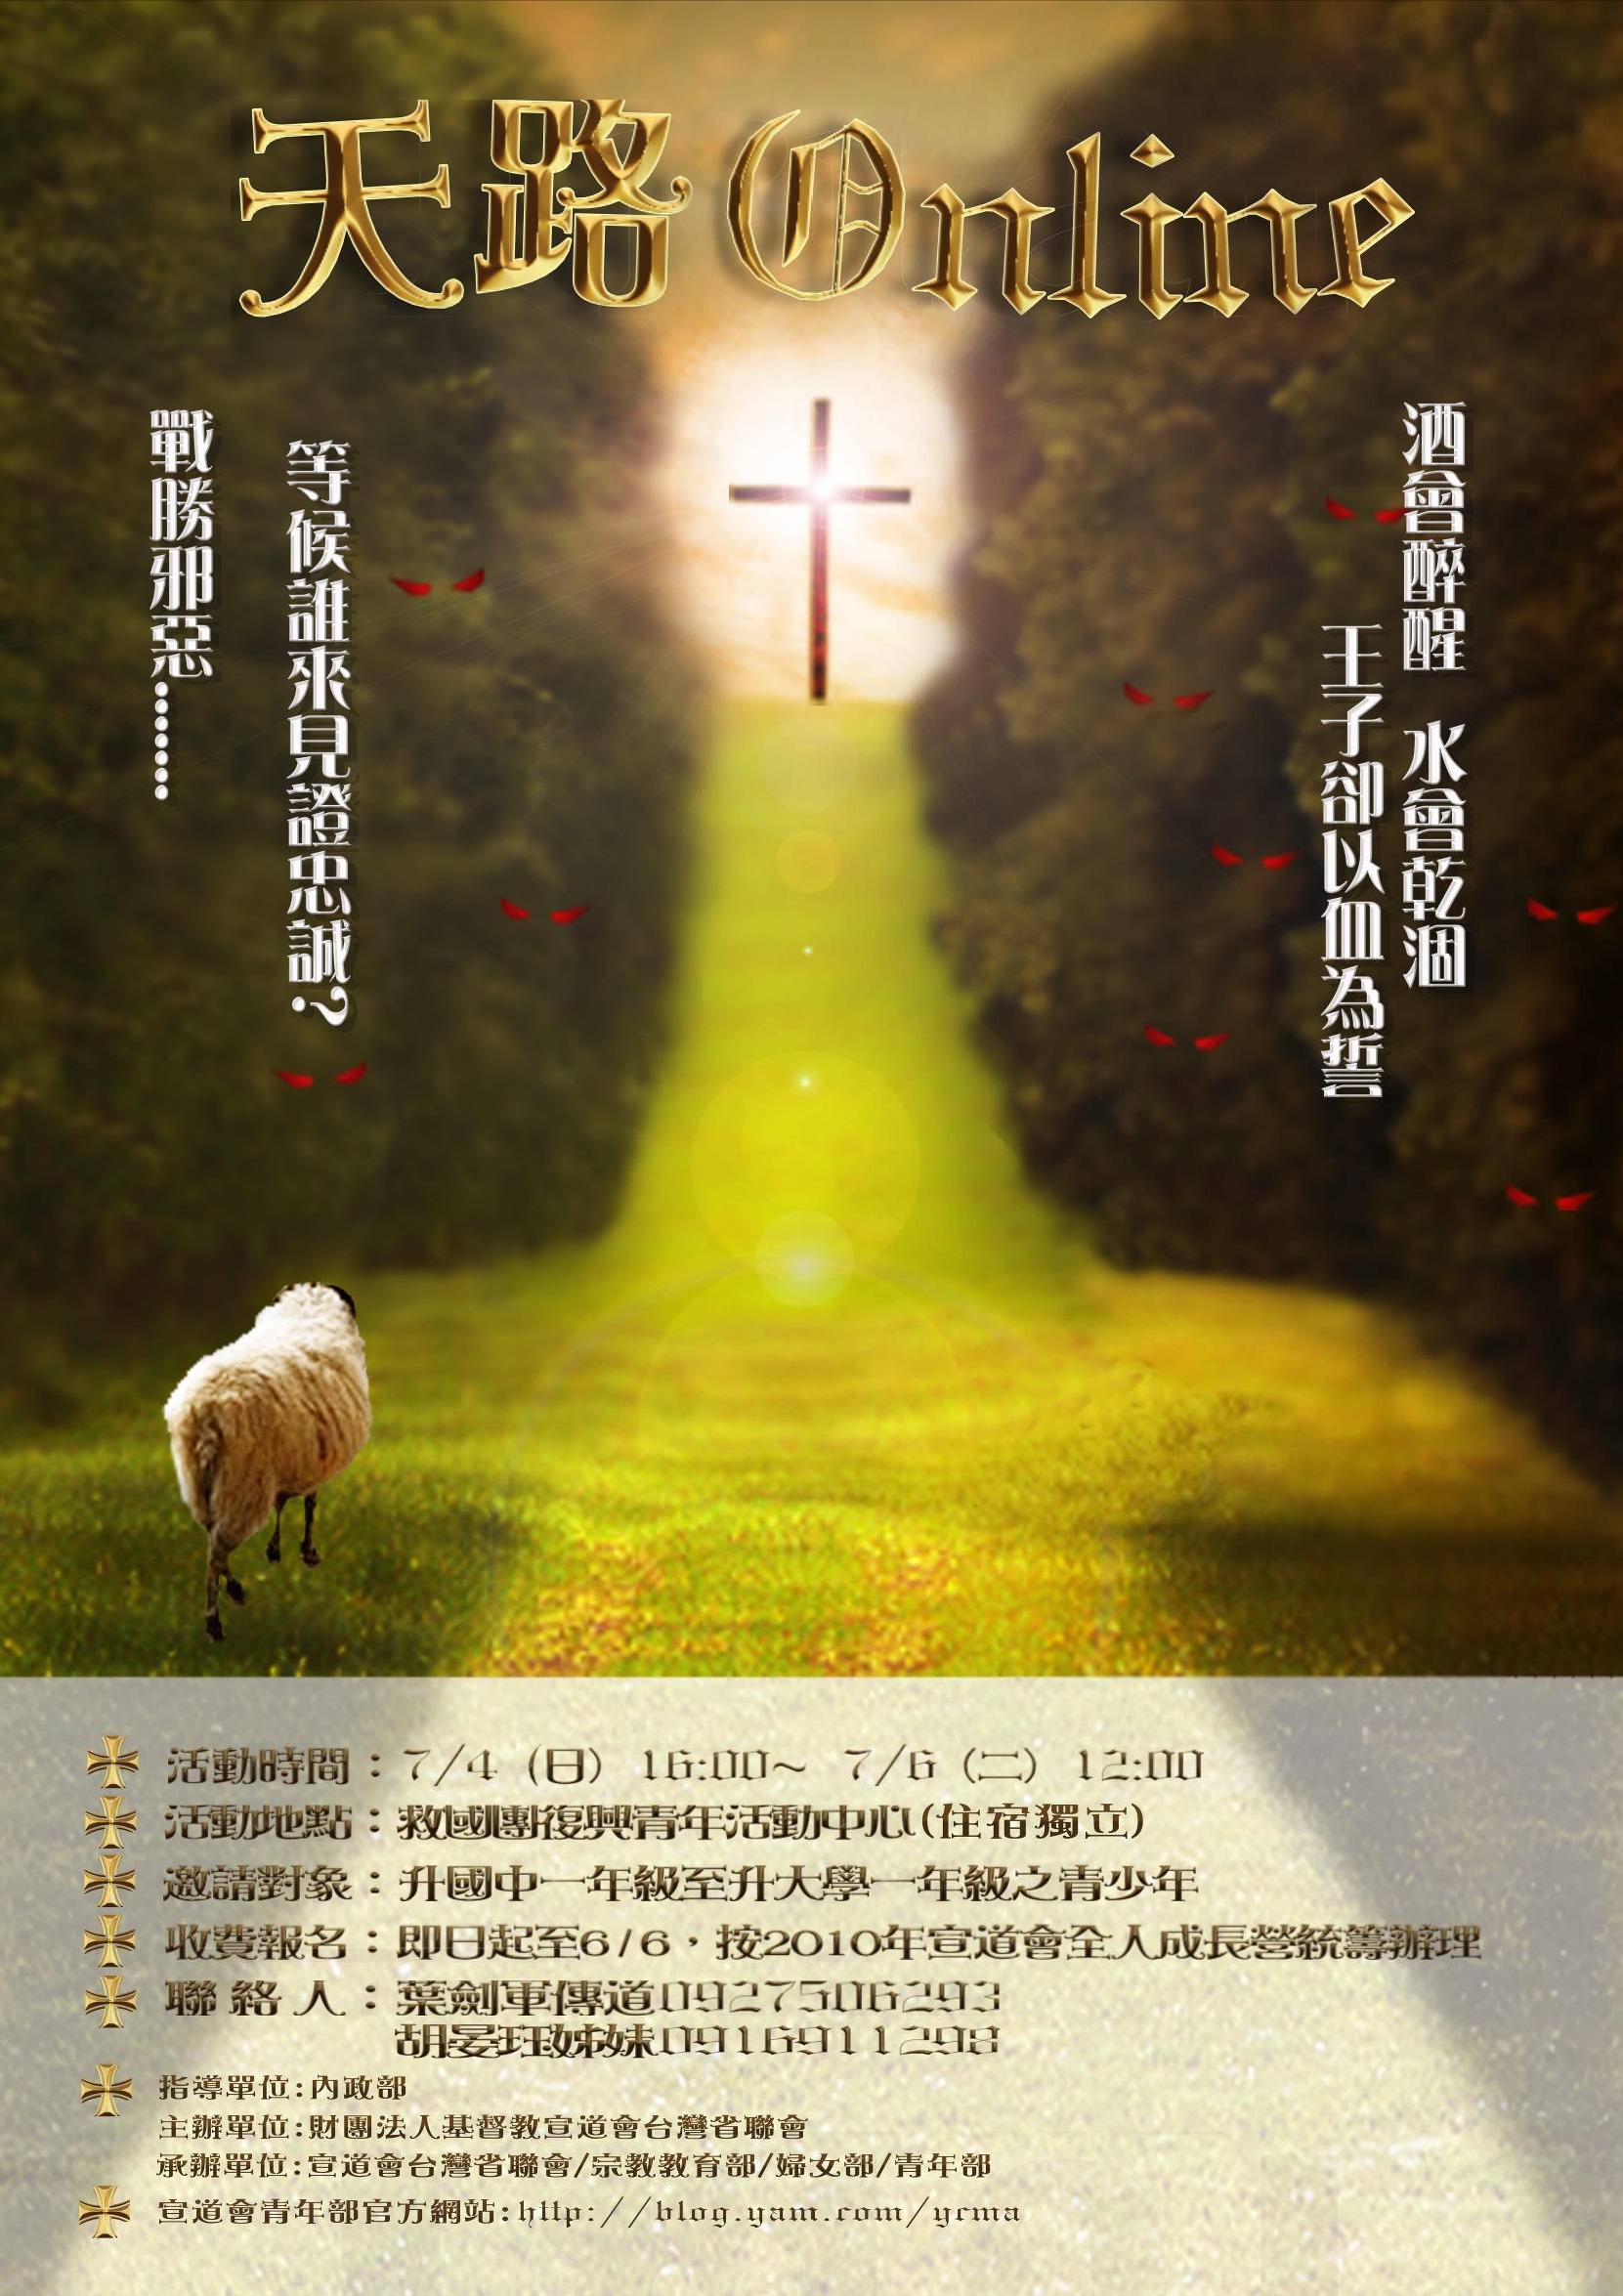 天路 Online
酒會醉醒 水會乾涸
王子卻以血為誓
等候誰來見證忠誠?
戰勝邪惡........
活動時間：7/4 (日) 16:00~ 7/6 (二) 12:00
活動地點：救國團復興青年活動中心(住宿獨立)
邀請對象：升國中一年級至升大學一年級之青少年
收費報名：即日起至6/6，按2010年宣道會全人成長營統籌辦理
聯 絡 人：葉劍軍傳道0927506293
胡晏玨姊妹0916911298
指導單位:內政部
主辦單位:財團法人基督教宣道會台灣省聯會
承辦單位:宣道會台灣省聯會/宗教教育部/婦女部/青年部
宣道會青年部官方網站:http://blog.yam.com/ycma